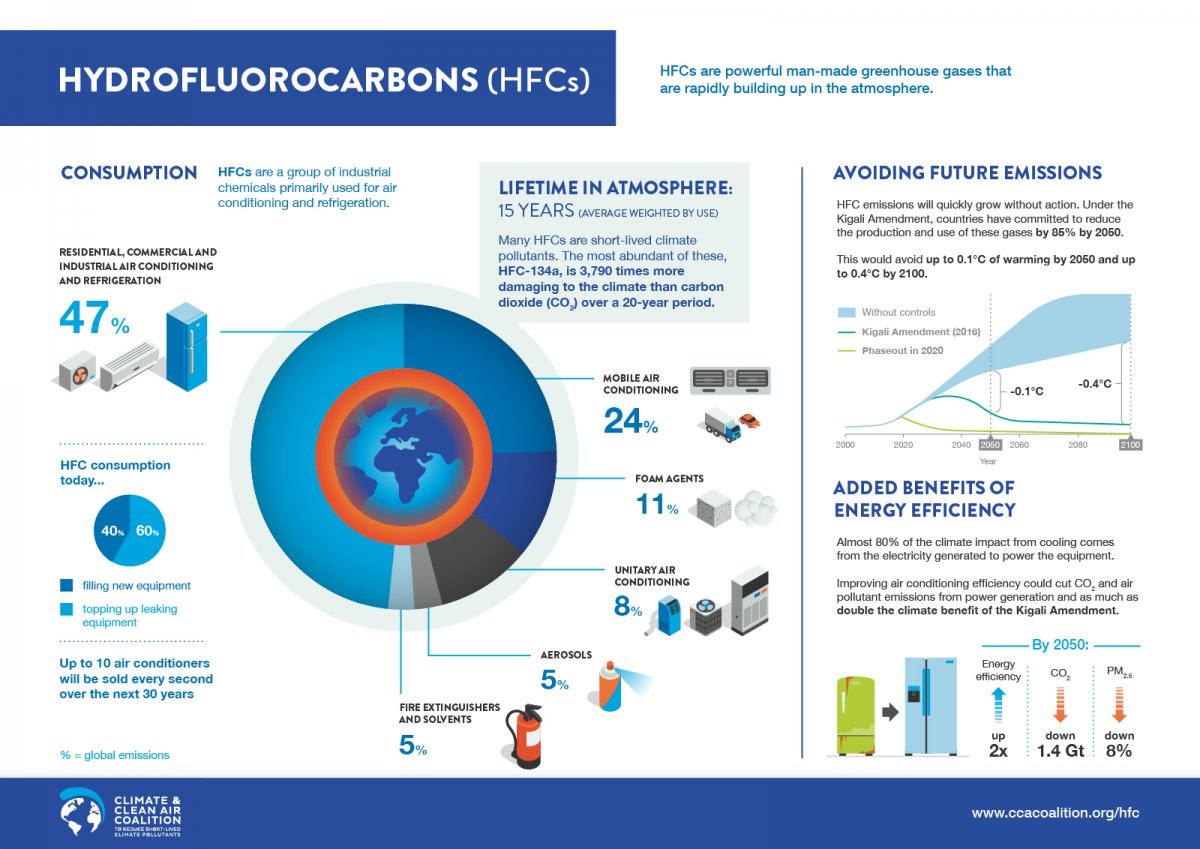 HYDROFLUOROCARBONS (HFCs)
HFCs are powerful man-made greenhouse gases that
are rapidly building up in the atmosphere.
CONSUMPTION
HFCs are a group of industrial
chemicals primarily used for air
conditioning and refrigeration.
RESIDENTIAL, COMMERCIAL AND
INDUSTRIAL AIR CONDITIONING
AND REFRIGERATION
47%
HFC consumption
today...
40% 60%
filling new equipment
topping up leaking
equipment
Up to 10 air conditioners
will be sold every second
over the next 30 years
% = global emissions
LIFETIME IN ATMOSPHERE:
15 YEARS (AVERAGE WEIGHTED BY USE)
Many HFCs are short-lived climate
pollutants. The most abundant of these,
HFC-134a, is 3,790 times more
damaging to the climate than carbon
dioxide (CO₂) over a 20-year period.
MOBILE AIR
CONDITIONING
24%
FOAM AGENTS
11%
UNITARY AIR
CONDITIONING
8%
AEROSOLS
5%
FIRE EXTINGUISHERS
AND SOLVENTS
5%
AVOIDING FUTURE EMISSIONS
HFC emissions will quickly grow without action. Under the
Kigali Amendment, countries have committed to reduce
the production and use of these gases by 85% by 2050.
This would avoid up to 0.1°C of warming by 2050 and up
to 0.4°C by 2100.
Without controls
Kigali Amendment (2016)
Phaseout in 2020
-0.1°C
-0.4°C
2000 2020 2040 2050 2060 2080 2100
Year
ADDED BENEFITS OF
ENERGY EFFICIENCY
Almost 80% of the climate impact from cooling comes
from the electricity generated to power the equipment.
Improving air conditioning efficiency could cut CO₂ and air
pollutant emissions from power generation and as much as
double the climate benefit of the Kigali Amendment.
By 2050:
Energy
efficiency
up
2x
CO₂
down
1.4 Gt
PM₂.₅
down
8%
CLIMATE &
CLEAN AIR
COALITION
TO REDUCE SHORT-LIVED
CLIMATE POLLUTANTS
www.ccacoalition.org/hfc